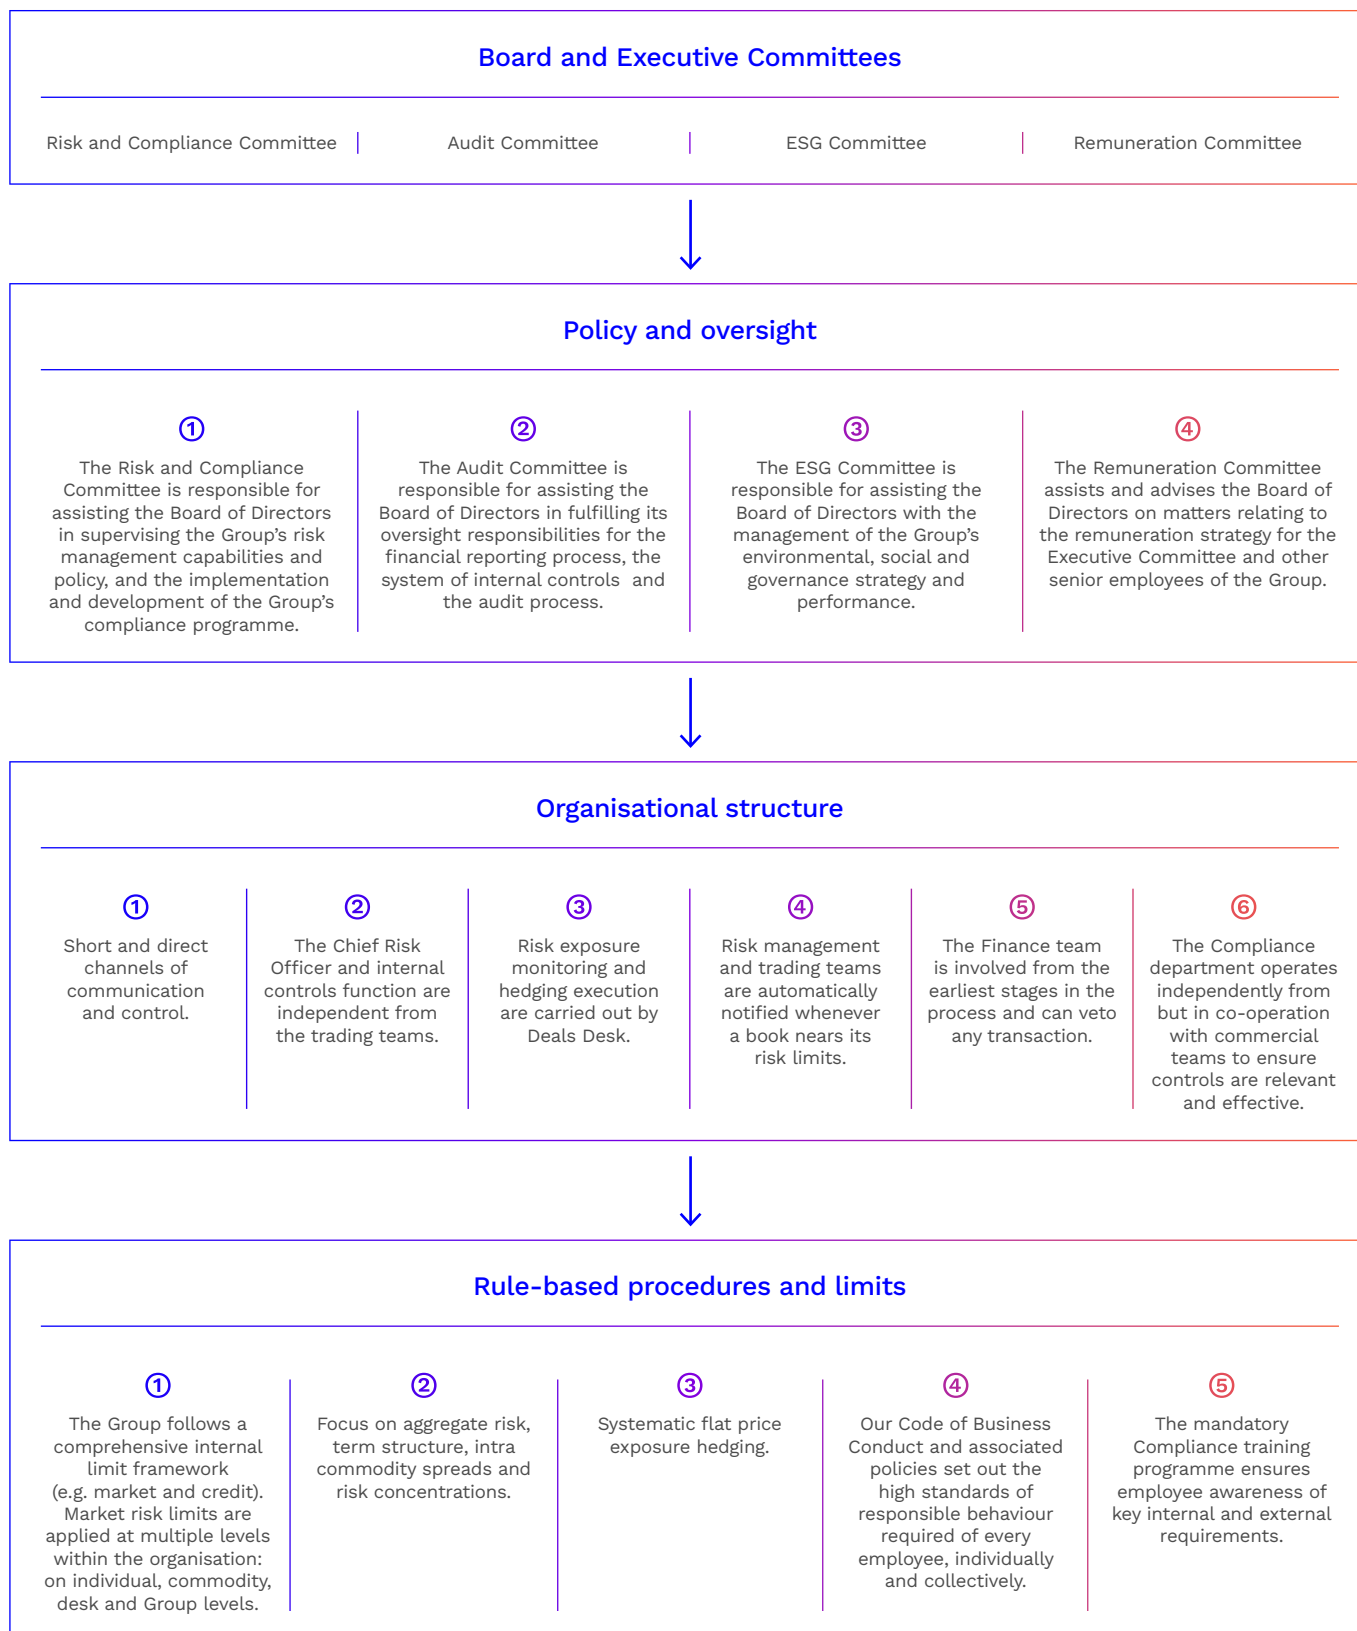 Board and Executive Committees
Risk and Compliance Committee
Audit Committee
ESG Committee
Remuneration Committee
Policy and oversight
1
The Risk and Compliance
Committee is responsible for
assisting the Board of Directors
in supervising the Group’s risk
management capabilities and
policy, and the implementation
and development of the Group’s
compliance programme.
2
The Audit Committee is
responsible for assisting the
Board of Directors in fulfilling its
oversight responsibilities for the
financial reporting process, the
system of internal controls and
the audit process.
3
The ESG Committee is
responsible for assisting the
Board of Directors with the
management of the Group’s
environmental, social and
governance strategy and
performance.
4
The Remuneration Committee
assists and advises the Board of
Directors on matters relating to
the remuneration strategy for the
Executive Committee and other
senior employees of the Group.
Organisational structure
1
Short and direct
channels of
communication
and control.
2
The Chief Risk
Officer and internal
controls function are
independent from
the trading teams.
3
Risk exposure
monitoring and
hedging execution
are carried out by
Deals Desk.
4
Risk management
and trading teams
are automatically
notified whenever
a book nears its
risk limits.
5
The Finance team
is involved from the
earliest stages in the
process and can veto
any transaction.
6
The Compliance
department operates
independently from
but in co-operation
with commercial
teams to ensure
controls are relevant
and effective.
Rule-based procedures and limits
1
The Group follows a
comprehensive internal
limit framework
(e.g. market and credit).
Market risk limits are
applied at multiple levels
within the organisation:
on individual, commodity,
desk and Group levels.
2
Focus on aggregate risk,
term structure, intra
commodity spreads and
risk concentrations.
3
Systematic flat price
exposure hedging.
4
Our Code of Business
Conduct and associated
policies set out the
high standards of
responsible behaviour
required of every
employee, individually
and collectively.
5
The mandatory
Compliance training
programme ensures
employee awareness of
key internal and external
requirements.